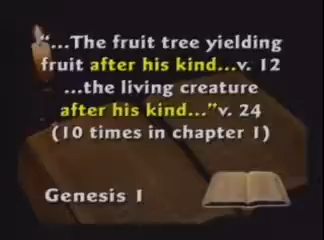 “...The fruit tree yielding
fruit after his kind...v. 12
...the living creature
after his kind...”v. 24
(10 times in chapter 1)
Genesis 1